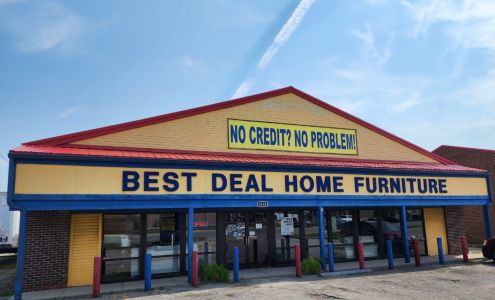 NO CREDIT? NO PROBLEM!
BEST DEAL HOME FURNITURE